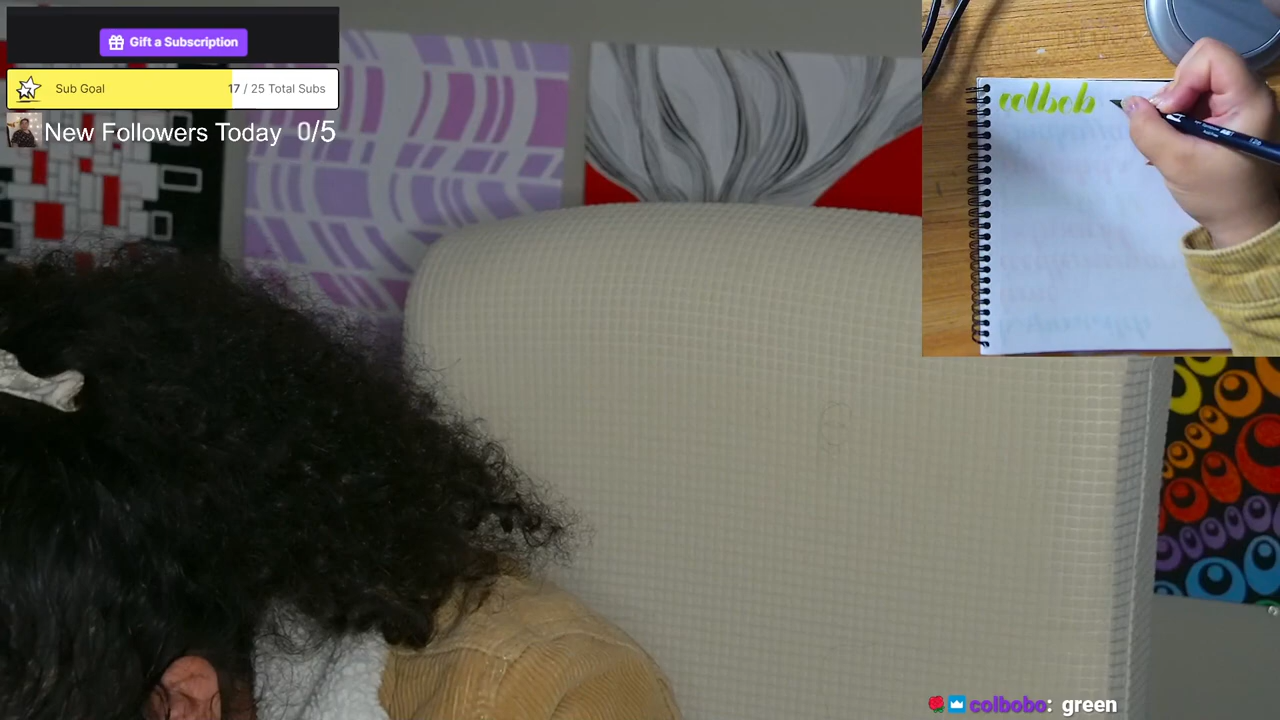 Gift a Subscription
Sub Goal 17 / 25 Total Subs
New Followers Today 0/5
colbob
colbobo: green